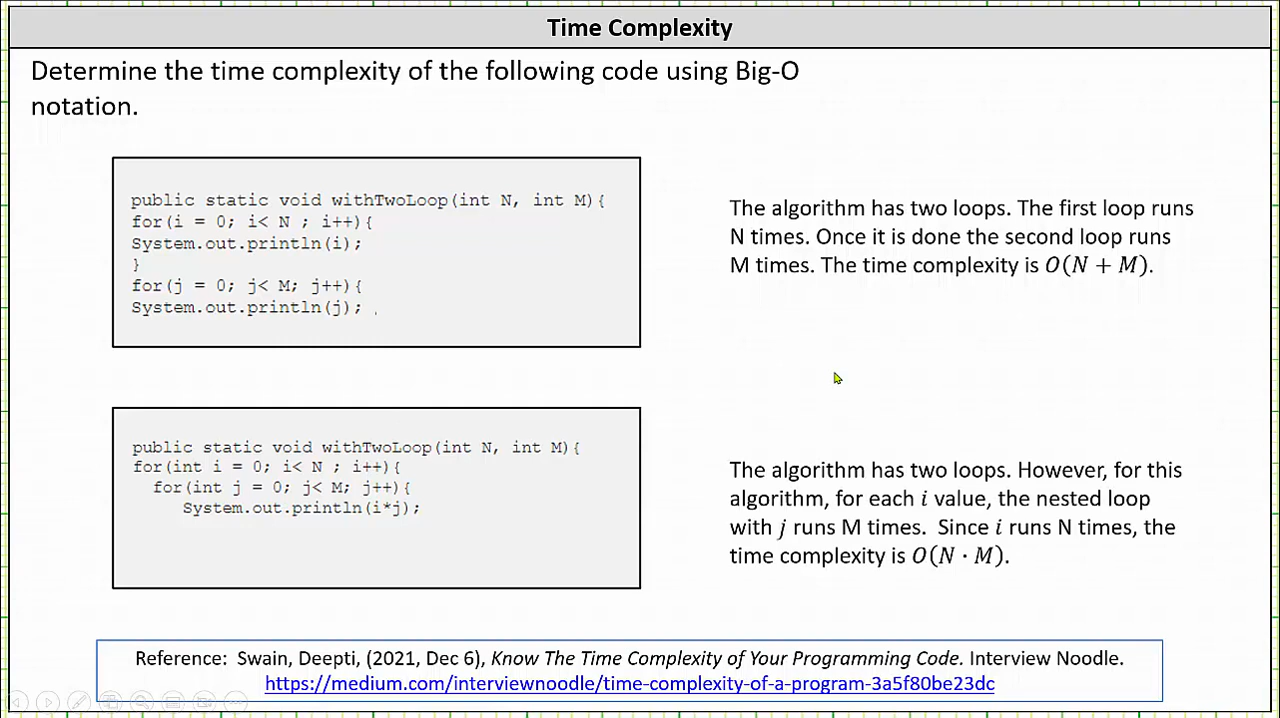 Time Complexity
Determine the time complexity of the following code using Big-O
notation.
public static void withTwoLoop(int N, int M){
for(i = 0; i< N ; i++){
System.out.println(i);
}
for(j = 0; j< M; j++){
System.out.println(j);
The algorithm has two loops. The first loop runs
N times. Once it is done the second loop runs
M times. The time complexity is O(N + M).
public static void withTwoLoop(int N, int M){
for(int i = 0; i< N ; i++){
for(int j = 0; j< M; j++){
System.out.println(i*j);
The algorithm has two loops. However, for this
algorithm, for each i value, the nested loop
with j runs M times. Since i runs N times, the
time complexity is O(N · M).
Reference: Swain, Deepti, (2021, Dec 6), Know The Time Complexity of Your Programming Code. Interview Noodle.
https://medium.com/interviewnoodle/time-complexity-of-a-program-3a5f80be23dc